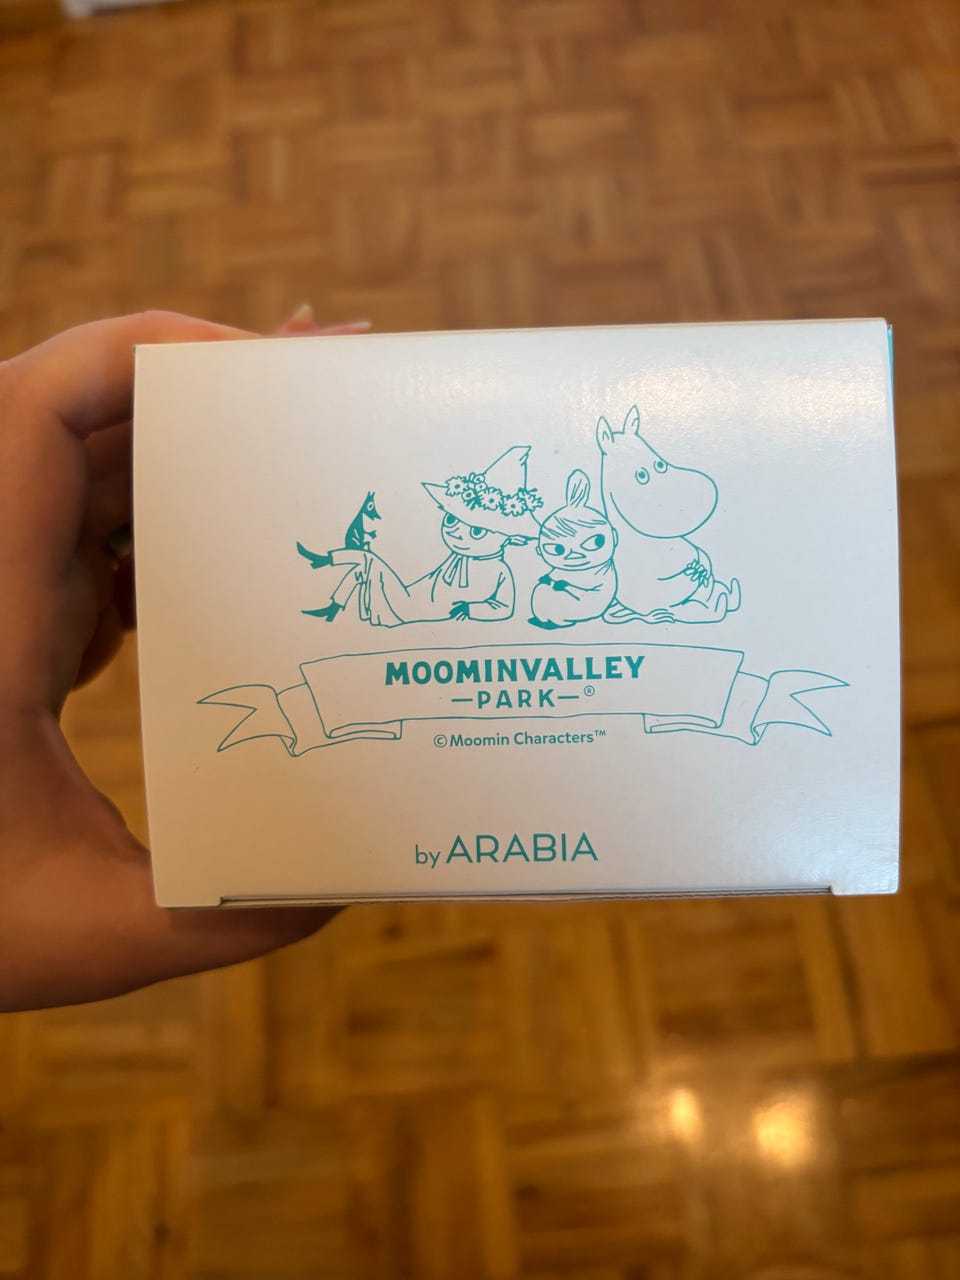 MOOMINVALLEY
—PARK—®
©Moomin Characters™
by ARABIA